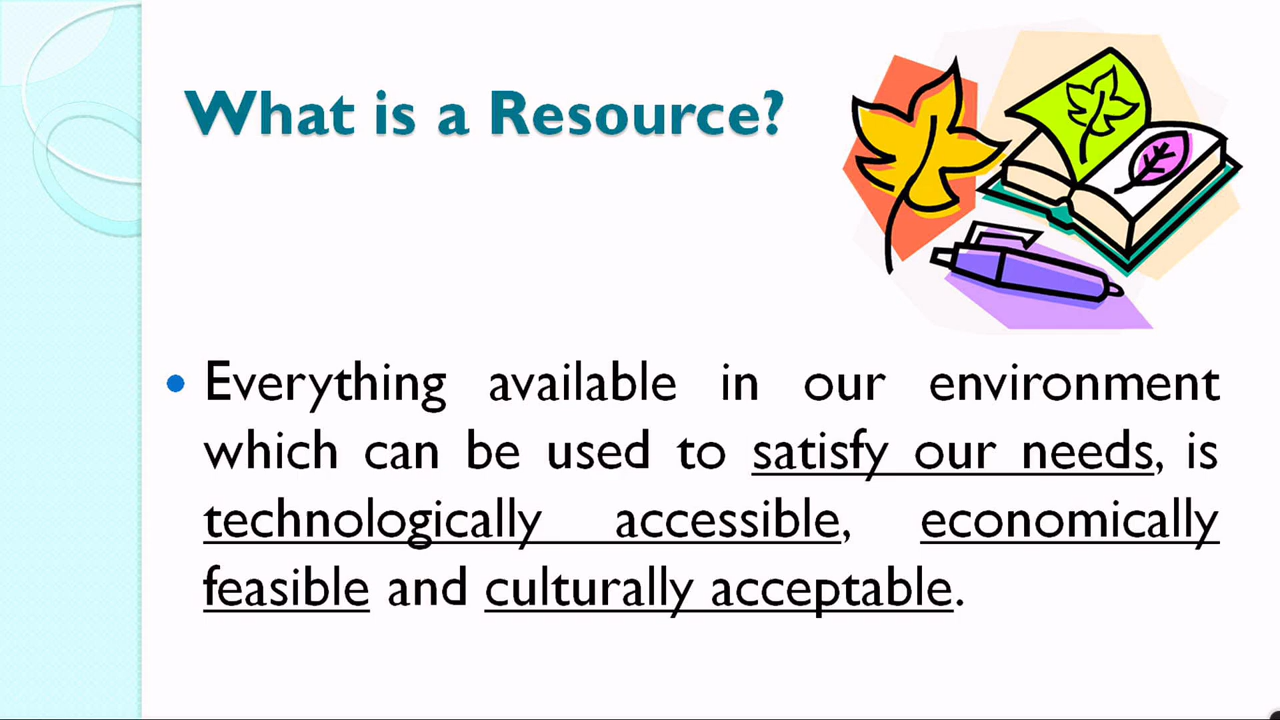 What is a Resource?
• Everything available in our environment
which can be used to satisfy our needs, is
technologically accessible, economically
feasible and culturally acceptable.